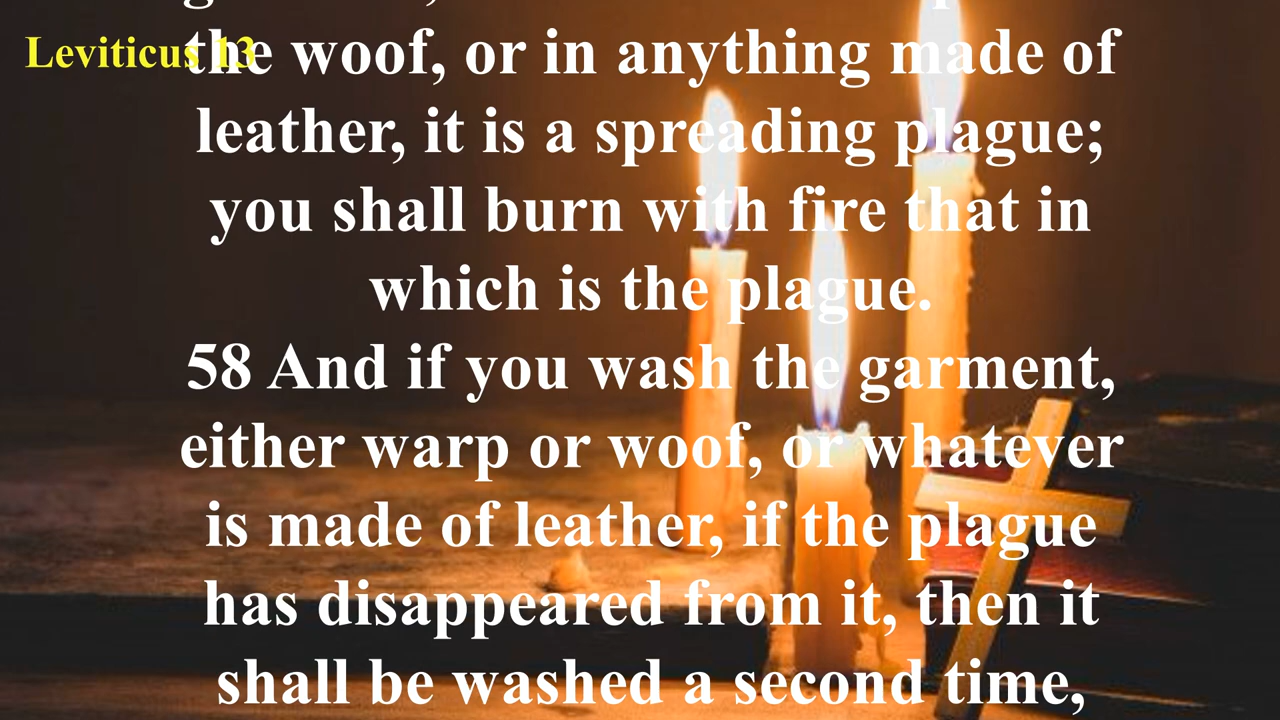 Leviticus 13
the woof, or in anything made of
leather, it is a spreading plague;
you shall burn with fire that in
which is the plague.
58 And if you wash the garment,
either warp or woof, or whatever
is made of leather, if the plague
has disappeared from it, then it
shall be washed a second time,